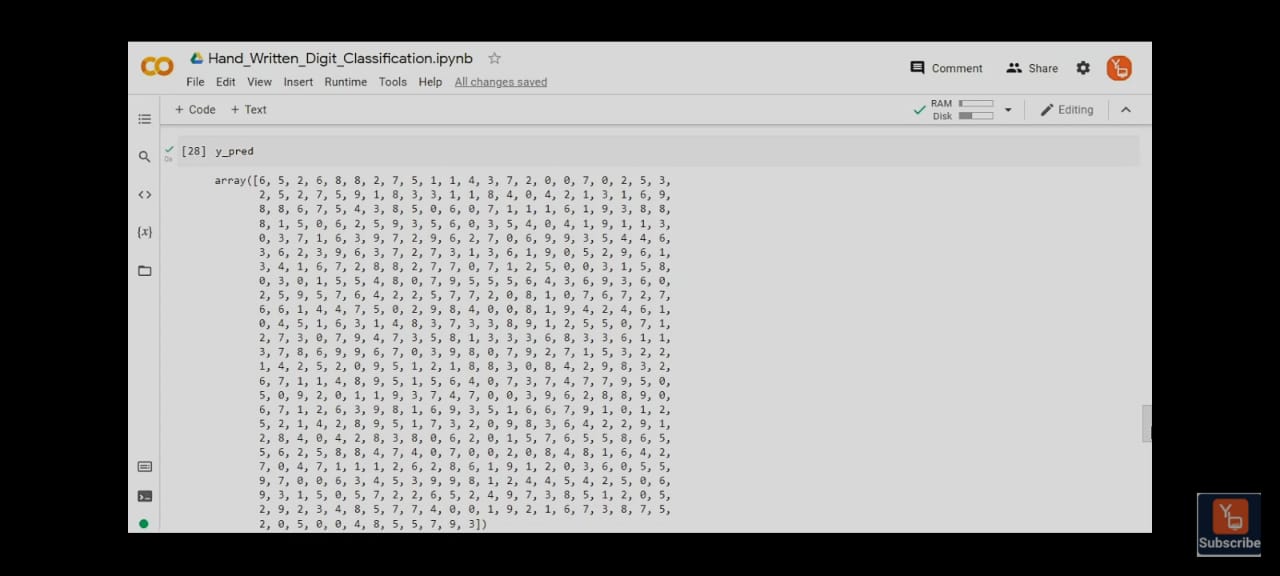 Hand_Written_Digit_Classification.ipynb
File Edit View Insert Runtime Tools Help All changes saved
Comment Share
+ Code + Text
RAM
Disk
Editing
[28] y_pred
0s
array([6, 5, 2, 6, 8, 8, 2, 7, 5, 1, 1, 4, 3, 7, 2, 0, 0, 7, 0, 2, 5, 3,
2, 5, 2, 7, 5, 9, 1, 8, 3, 3, 1, 1, 8, 4, 0, 4, 2, 1, 3, 1, 6, 9,
8, 8, 6, 7, 5, 4, 3, 8, 5, 0, 6, 0, 7, 1, 1, 1, 6, 1, 9, 3, 8, 8,
8, 1, 5, 0, 6, 2, 5, 9, 3, 5, 6, 0, 3, 5, 4, 0, 4, 1, 9, 1, 1, 3,
0, 3, 7, 1, 6, 3, 9, 7, 2, 9, 6, 2, 7, 0, 6, 9, 9, 3, 5, 4, 4, 6,
3, 6, 2, 3, 9, 6, 3, 7, 2, 7, 3, 1, 3, 6, 1, 9, 0, 5, 2, 9, 6, 1,
3, 4, 1, 6, 7, 2, 8, 8, 2, 7, 7, 0, 7, 1, 2, 5, 0, 0, 3, 1, 5, 8,
0, 3, 0, 1, 5, 5, 4, 8, 0, 7, 9, 5, 5, 5, 6, 4, 3, 6, 9, 3, 6, 0,
2, 5, 9, 5, 7, 6, 4, 2, 2, 5, 7, 7, 2, 0, 8, 1, 0, 7, 6, 7, 2, 7,
6, 6, 1, 4, 4, 7, 5, 0, 2, 9, 8, 4, 0, 0, 8, 1, 9, 4, 2, 4, 6, 1,
0, 4, 5, 1, 6, 3, 1, 4, 8, 3, 7, 3, 3, 8, 9, 1, 2, 5, 5, 0, 7, 1,
2, 7, 3, 0, 7, 9, 4, 7, 3, 5, 8, 1, 3, 3, 3, 6, 8, 3, 3, 6, 1, 1,
3, 7, 8, 6, 9, 9, 6, 7, 0, 3, 9, 8, 0, 7, 9, 2, 7, 1, 5, 3, 2, 2,
1, 4, 2, 5, 2, 0, 9, 5, 1, 2, 1, 8, 8, 3, 0, 8, 4, 2, 9, 8, 3, 2,
6, 7, 1, 1, 4, 8, 9, 5, 1, 5, 6, 4, 0, 7, 3, 7, 4, 7, 7, 9, 5, 0,
5, 0, 9, 2, 0, 1, 1, 9, 3, 7, 4, 7, 0, 0, 3, 9, 6, 2, 8, 8, 9, 0,
6, 7, 1, 2, 6, 3, 9, 8, 1, 6, 9, 3, 5, 1, 6, 6, 7, 9, 1, 0, 1, 2,
5, 2, 1, 4, 2, 8, 9, 5, 1, 7, 3, 2, 0, 9, 8, 3, 6, 4, 2, 2, 9, 1,
2, 8, 4, 0, 4, 2, 8, 3, 8, 0, 6, 2, 0, 1, 5, 7, 6, 5, 5, 8, 6, 5,
5, 6, 2, 5, 8, 8, 4, 7, 4, 0, 7, 0, 0, 2, 0, 8, 4, 8, 1, 6, 4, 2,
7, 0, 4, 7, 1, 1, 1, 2, 6, 2, 8, 6, 1, 9, 1, 2, 0, 3, 6, 0, 5, 5,
9, 7, 0, 0, 6, 3, 4, 5, 3, 9, 9, 8, 1, 2, 4, 4, 5, 4, 2, 5, 0, 6,
9, 3, 1, 5, 0, 5, 7, 2, 2, 6, 5, 2, 4, 9, 7, 3, 8, 5, 1, 2, 0, 5,
2, 9, 2, 3, 4, 8, 5, 7, 7, 4, 0, 0, 1, 9, 2, 1, 6, 7, 3, 8, 7, 5,
2, 0, 5, 0, 0, 4, 8, 5, 5, 7, 9, 3])
Subscribe